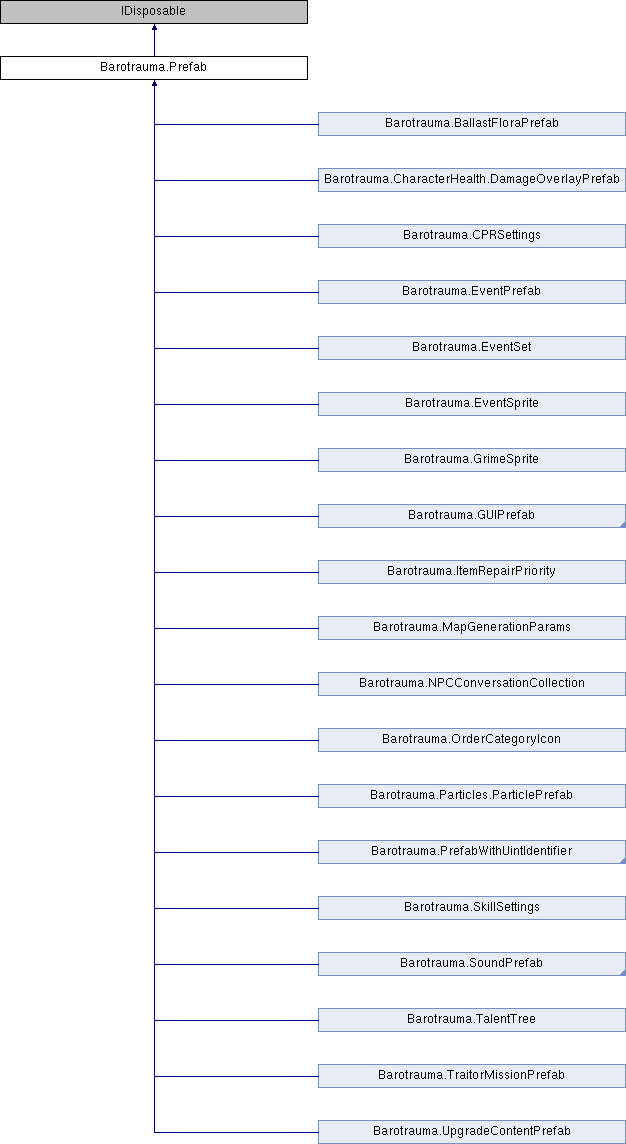 IDisposable
Barotrauma.Prefab
Barotrauma.BallastFloraPrefab
Barotrauma.CharacterHealth.DamageOverlayPrefab
Barotrauma.CPRSettings
Barotrauma.EventPrefab
Barotrauma.EventSet
Barotrauma.EventSprite
Barotrauma.GrimeSprite
Barotrauma.GUIPrefab
Barotrauma.ItemRepairPriority
Barotrauma.MapGenerationParams
Barotrauma.NPCConversationCollection
Barotrauma.OrderCategoryIcon
Barotrauma.Particles.ParticlePrefab
Barotrauma.PrefabWithUintIdentifier
Barotrauma.SkillSettings
Barotrauma.SoundPrefab
Barotrauma.TalentTree
Barotrauma.TraitorMissionPrefab
Barotrauma.UpgradeContentPrefab